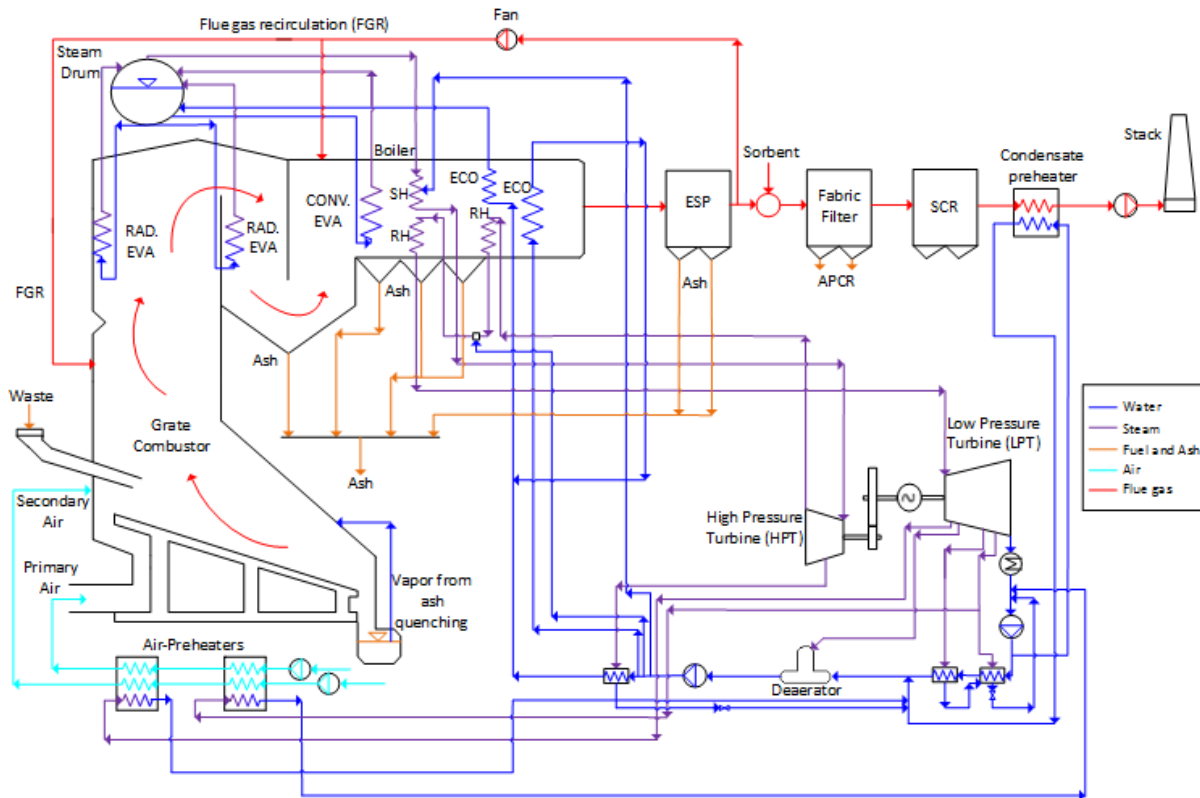 Flue gas recirculation (FGR)
Fan
Steam
Drum
Boiler
Stack
Sorbent
Condensate
preheater
ECO
ECO
SH
CONV.
EVA
RH
RH
RAD.
EVA
RAD.
EVA
ESP
Fabric
Filter
SCR
FGR
Ash
Ash
APCR
Ash
Waste
Grate
Combustor
Ash
Water
Steam
Fuel and Ash
Air
Flue gas
Low Pressure
Turbine (LPT)
Secondary
Air
High Pressure
Turbine (HPT)
Primary
Air
Vapor from
ash
quenching
Air-Preheaters
Deaerator